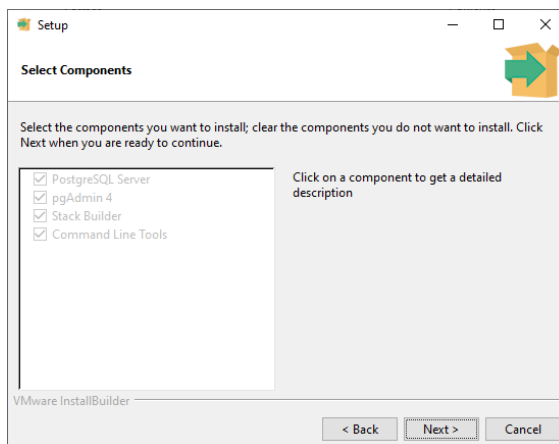 Setup
Select Components
Select the components you want to install; clear the components you do not want to install. Click
Next when you are ready to continue.
PostgreSQL Server
pgAdmin 4
Stack Builder
Command Line Tools
Click on a component to get a detailed
description
VMware InstallBuilder
< Back
Next >
Cancel